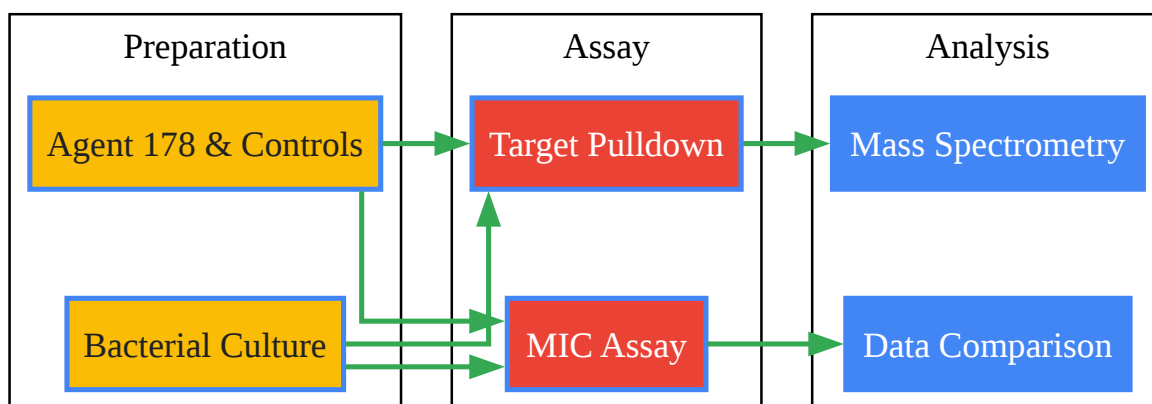 Preparation
Agent 178 & Controls
Bacterial Culture
Assay
Target Pulldown
MIC Assay
Analysis
Mass Spectrometry
Data Comparison